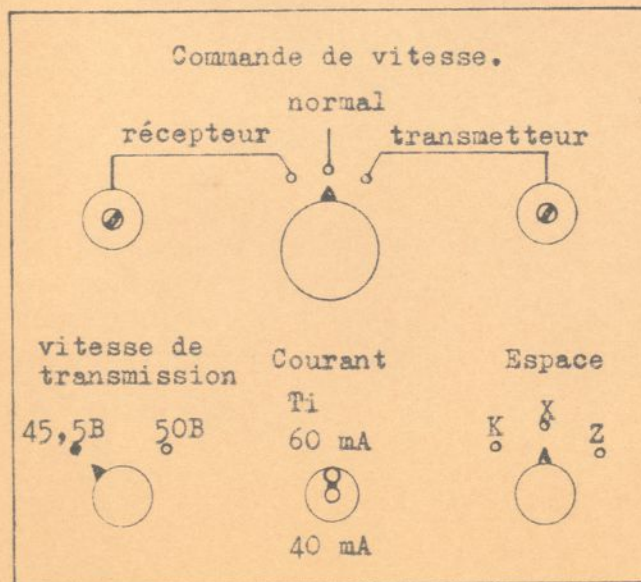 Commande de vitesse.
normal
récepteur
transmetteur
vitesse de
transmission
45,5B
50B
Courant
Ti
60 mA
40 mA
Espace
K
X
Z